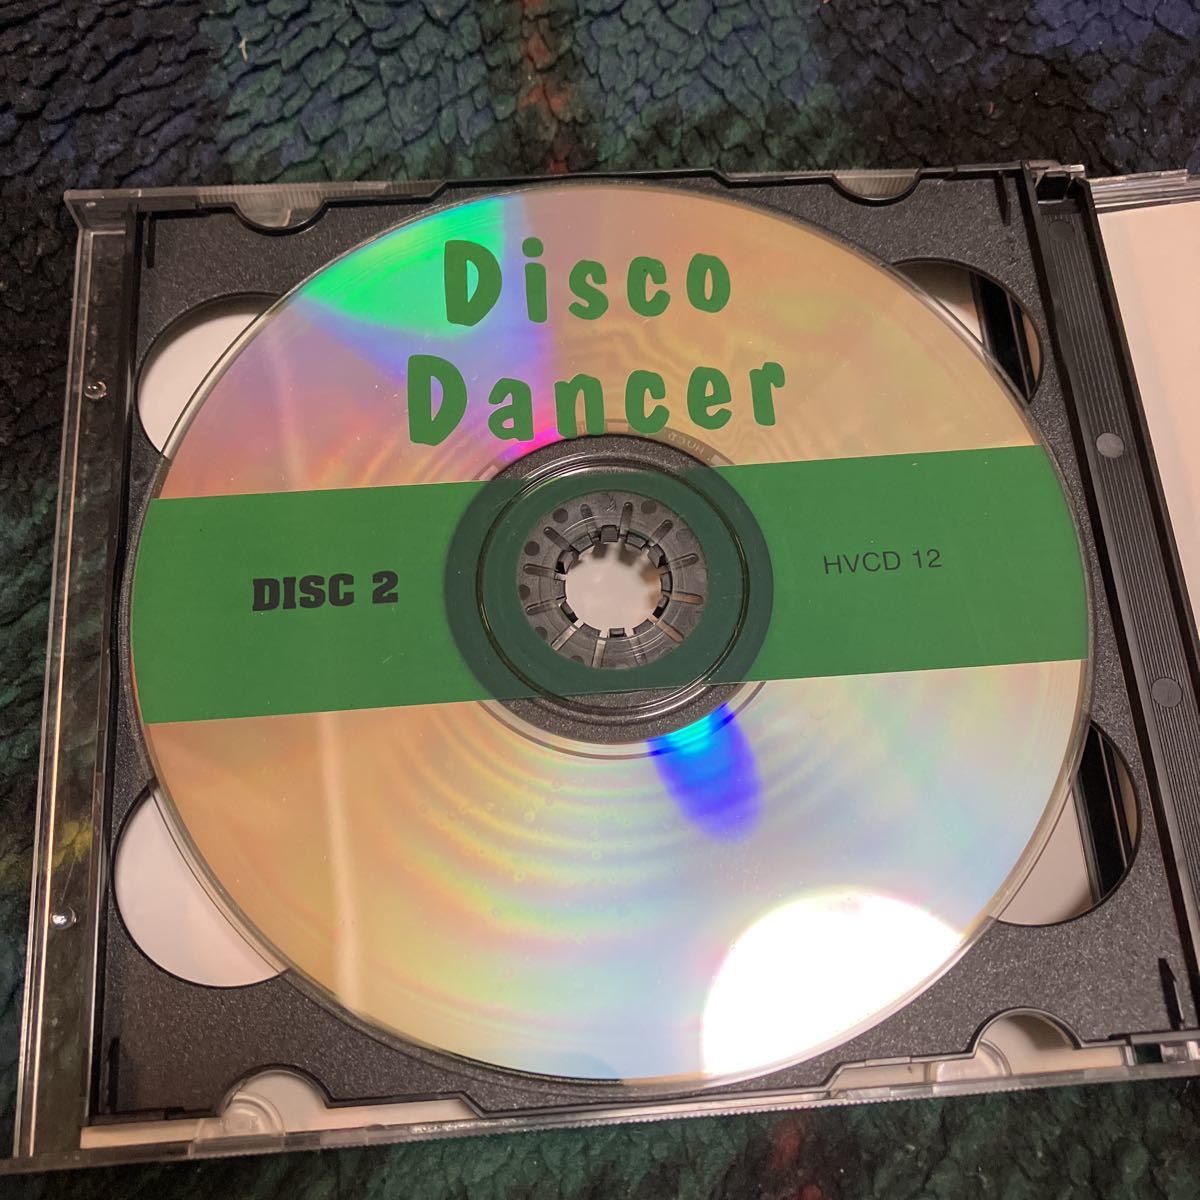 Disco
Dancer
DISC 2
HVCD 12